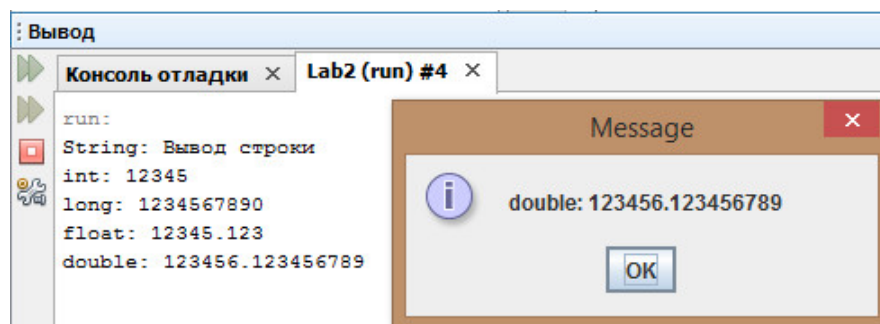 Вывод
Консоль отладки × Lab2 (run) #4 ×
run:
String: Вывод строки
int: 12345
long: 1234567890
float: 12345.123
double: 123456.123456789
Message ×
double: 123456.123456789
OK